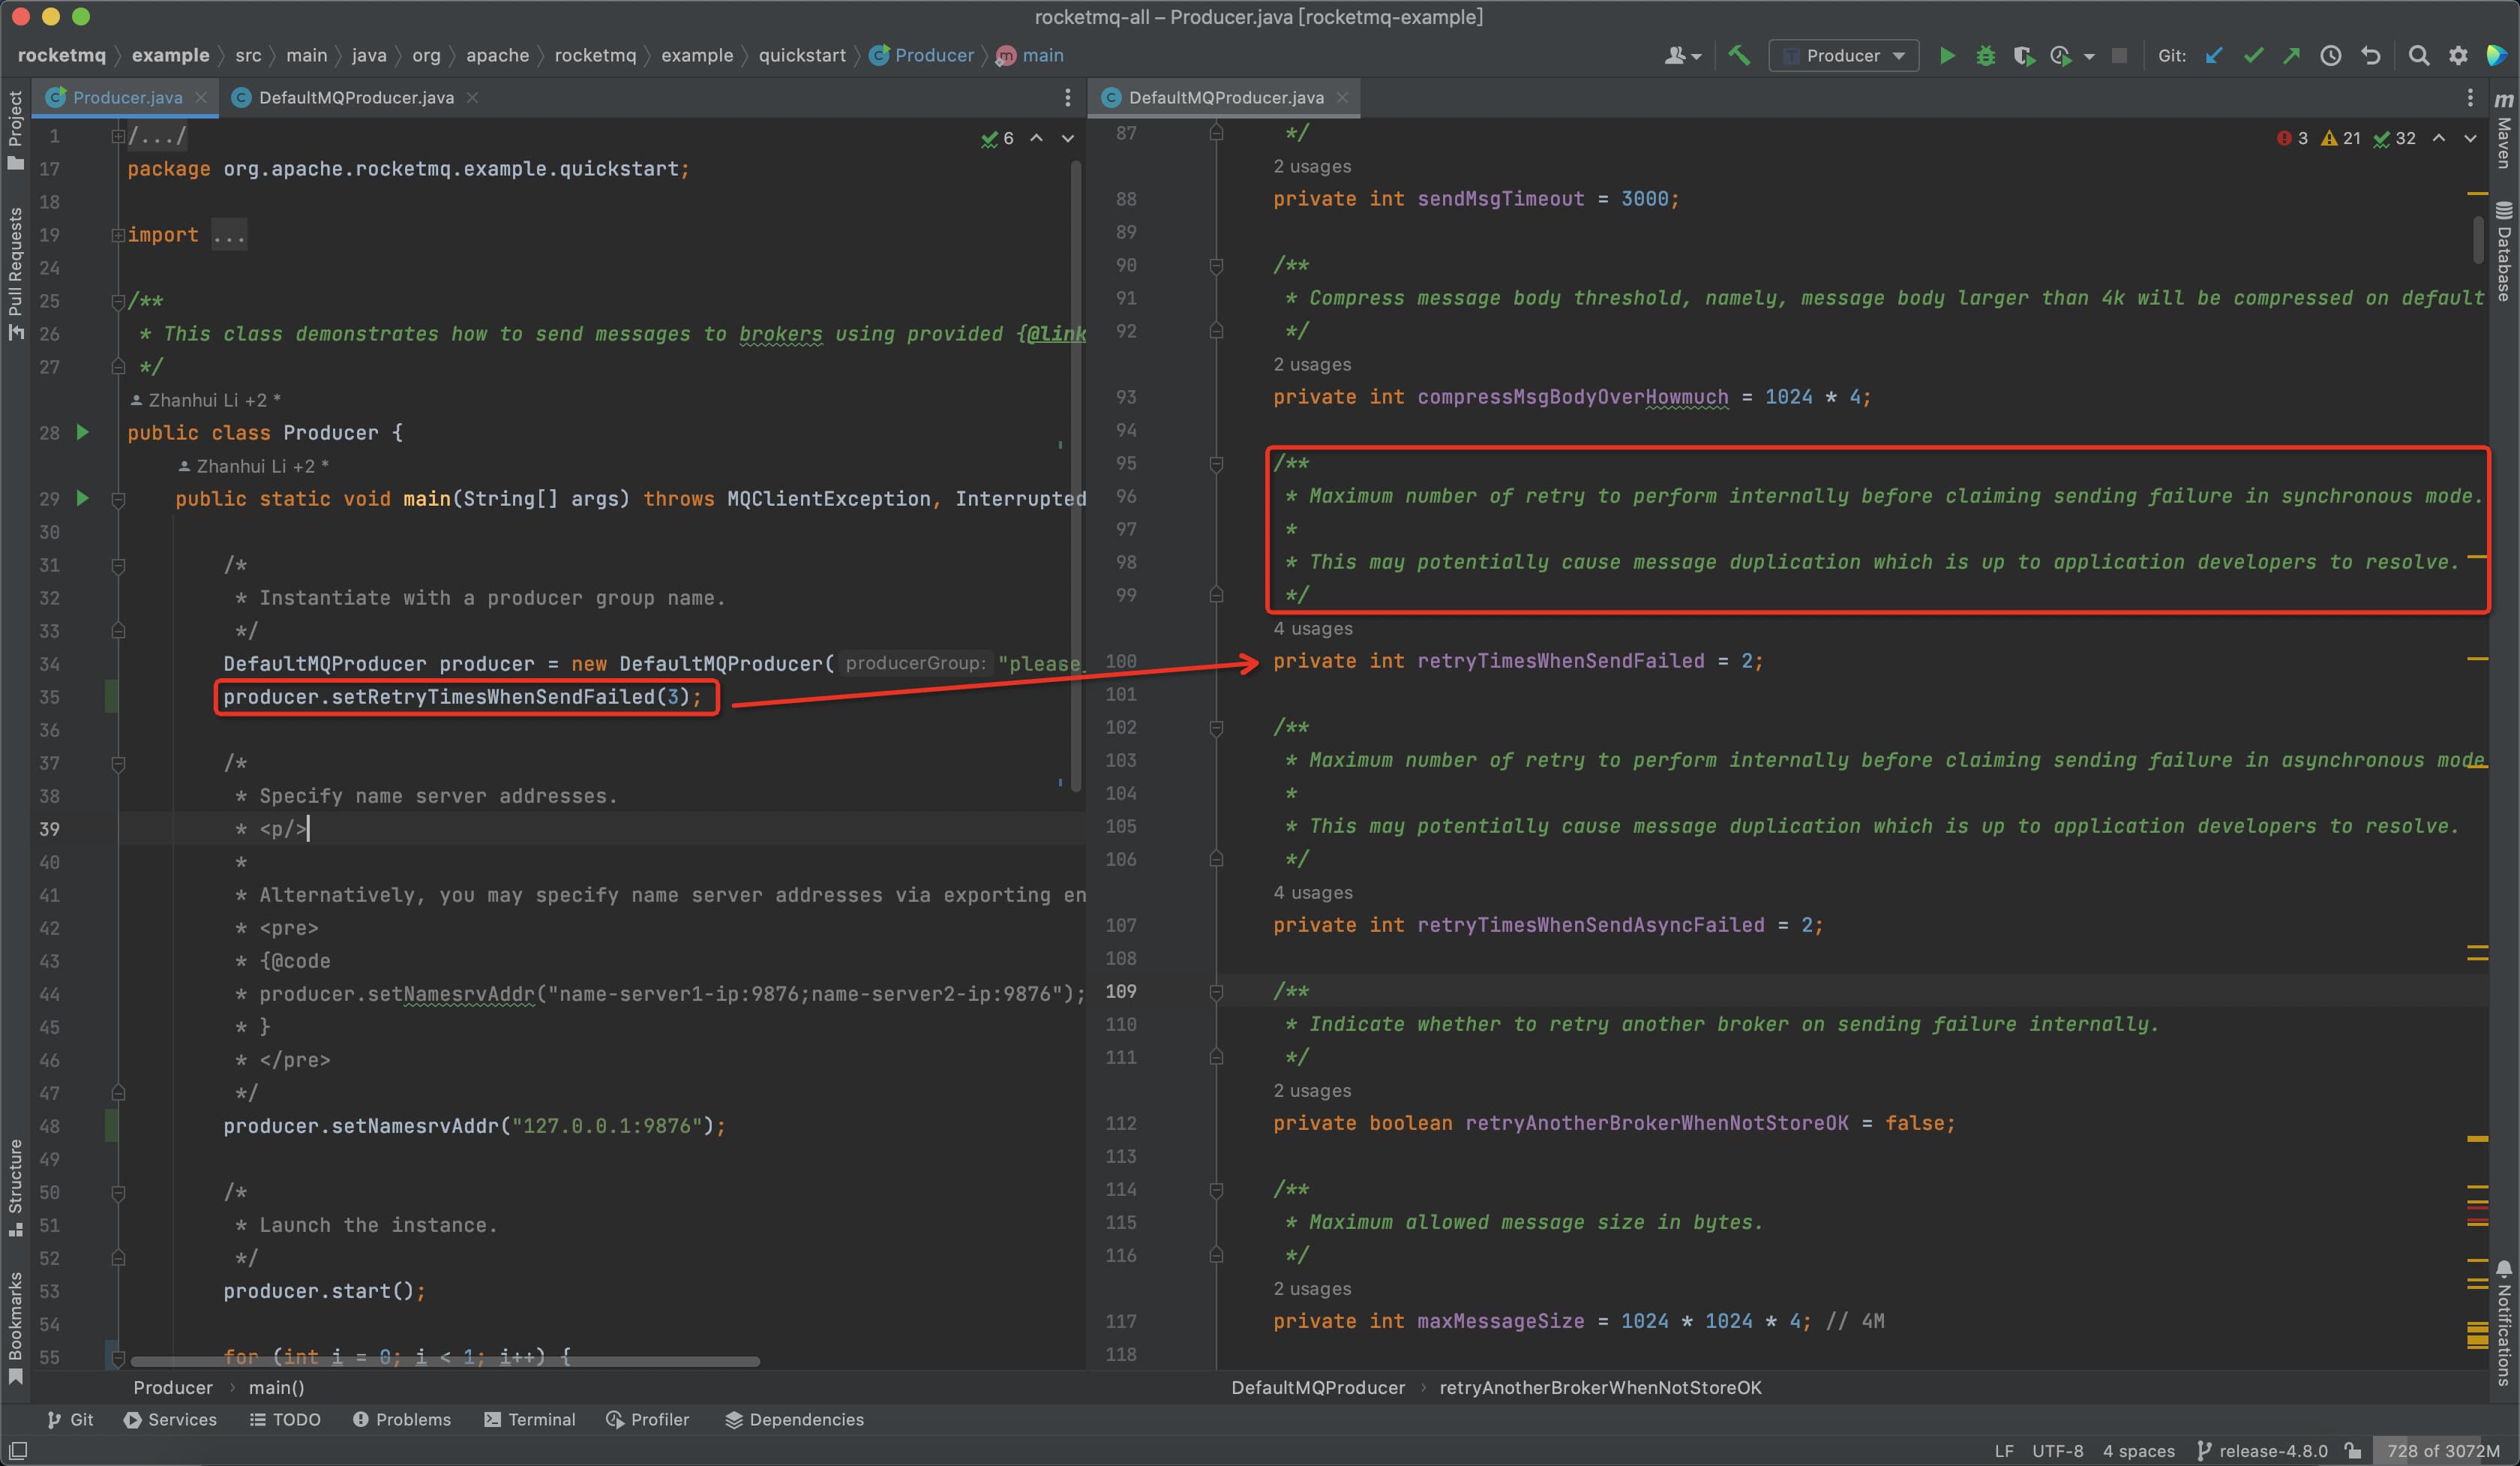 rocketmq-all – Producer.java [rocketmq-example]
rocketmq example src main java org apache rocketmq example quickstart Producer main
Producer
Git:
Project
Pull Requests
Structure
Bookmarks
Producer.java
DefaultMQProducer.java
6
1 /.../
17 package org.apache.rocketmq.example.quickstart;
18
19 import ...
24
25 /**
26 * This class demonstrates how to send messages to brokers using provided {@link
27 */
Zhanhui Li +2 *
28 public class Producer {
Zhanhui Li +2 *
29 public static void main(String[] args) throws MQClientException, Interrupted
30
31 /*
32 * Instantiate with a producer group name.
33 */
34 DefaultMQProducer producer = new DefaultMQProducer( producerGroup: "please_
35 producer.setRetryTimesWhenSendFailed(3);
36
37 /*
38 * Specify name server addresses.
39 * <p/>
40 *
41 * Alternatively, you may specify name server addresses via exporting en
42 * <pre>
43 * {@code
44 * producer.setNamesrvAddr("name-server1-ip:9876;name-server2-ip:9876");
45 * }
46 * </pre>
47 */
48 producer.setNamesrvAddr("127.0.0.1:9876");
49
50 /*
51 * Launch the instance.
52 */
53 producer.start();
54
55 for (int i = 0; i < 1; i++) {
Producer main()
DefaultMQProducer.java
3 21 32
87 */
2 usages
88 private int sendMsgTimeout = 3000;
89
90 /**
91 * Compress message body threshold, namely, message body larger than 4k will be compressed on default
92 */
2 usages
93 private int compressMsgBodyOverHowmuch = 1024 * 4;
94
95 /**
96 * Maximum number of retry to perform internally before claiming sending failure in synchronous mode.
97 *
98 * This may potentially cause message duplication which is up to application developers to resolve.
99 */
4 usages
100 private int retryTimesWhenSendFailed = 2;
101
102 /**
103 * Maximum number of retry to perform internally before claiming sending failure in asynchronous mode
104 *
105 * This may potentially cause message duplication which is up to application developers to resolve.
106 */
4 usages
107 private int retryTimesWhenSendAsyncFailed = 2;
108
109 /**
110 * Indicate whether to retry another broker on sending failure internally.
111 */
2 usages
112 private boolean retryAnotherBrokerWhenNotStoreOK = false;
113
114 /**
115 * Maximum allowed message size in bytes.
116 */
2 usages
117 private int maxMessageSize = 1024 * 1024 * 4; // 4M
118
DefaultMQProducer retryAnotherBrokerWhenNotStoreOK
m
Maven
Database
Notifications
Git Services TODO Problems Terminal Profiler Dependencies
LF UTF-8 4 spaces release-4.8.0 728 of 3072M